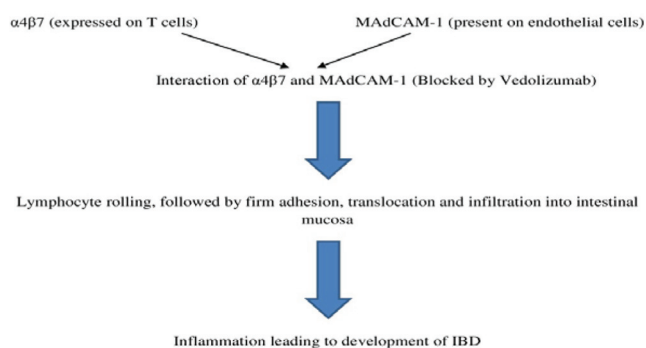 α4β7 (expressed on T cells)
MAdCAM-1 (present on endothelial cells)
Interaction of α4β7 and MAdCAM-1 (Blocked by Vedolizumab)
Lymphocyte rolling, followed by firm adhesion, translocation and infiltration into intestinal
mucosa
Inflammation leading to development of IBD